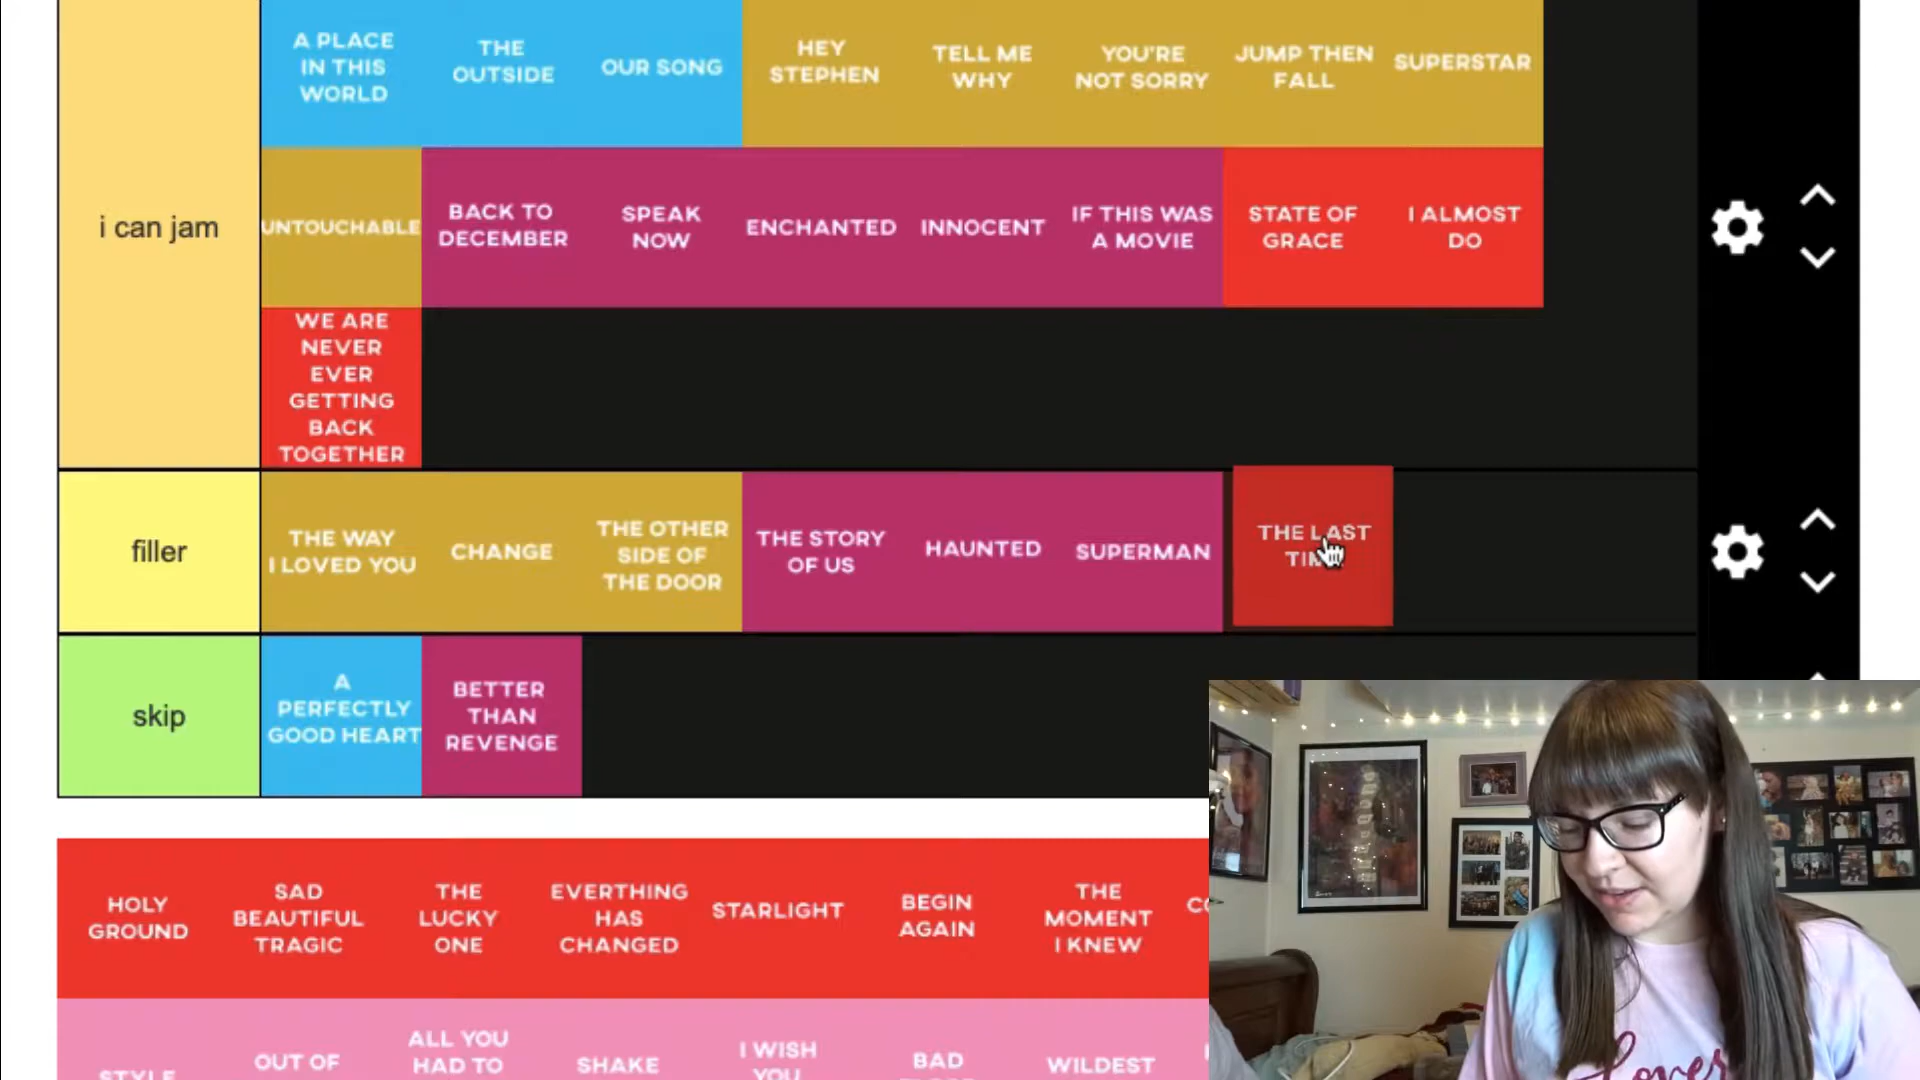 A PLACE
IN THIS
WORLD
THE
OUTSIDE
OUR SONG
HEY
STEPHEN
TELL ME
WHY
YOU'RE
NOT SORRY
JUMP THEN
FALL
SUPERSTAR
i can jam
UNTOUCHABLE
BACK TO
DECEMBER
SPEAK
NOW
ENCHANTED
INNOCENT
IF THIS WAS
A MOVIE
STATE OF
GRACE
I ALMOST
DO
WE ARE
NEVER
EVER
GETTING
BACK
TOGETHER
filler
THE WAY
I LOVED YOU
CHANGE
THE OTHER
SIDE OF
THE DOOR
THE STORY
OF US
HAUNTED
SUPERMAN
THE LAST
skip
A
PERFECTLY
GOOD HEART
BETTER
THAN
REVENGE
HOLY
GROUND
SAD
BEAUTIFUL
TRAGIC
THE
LUCKY
ONE
EVERTHING
HAS
CHANGED
STARLIGHT
BEGIN
AGAIN
THE
MOMENT
I KNEW
STYLE
OUT OF
ALL YOU
HAD TO
SHAKE
I WISH
YOU
BAD
WILDEST
Lover